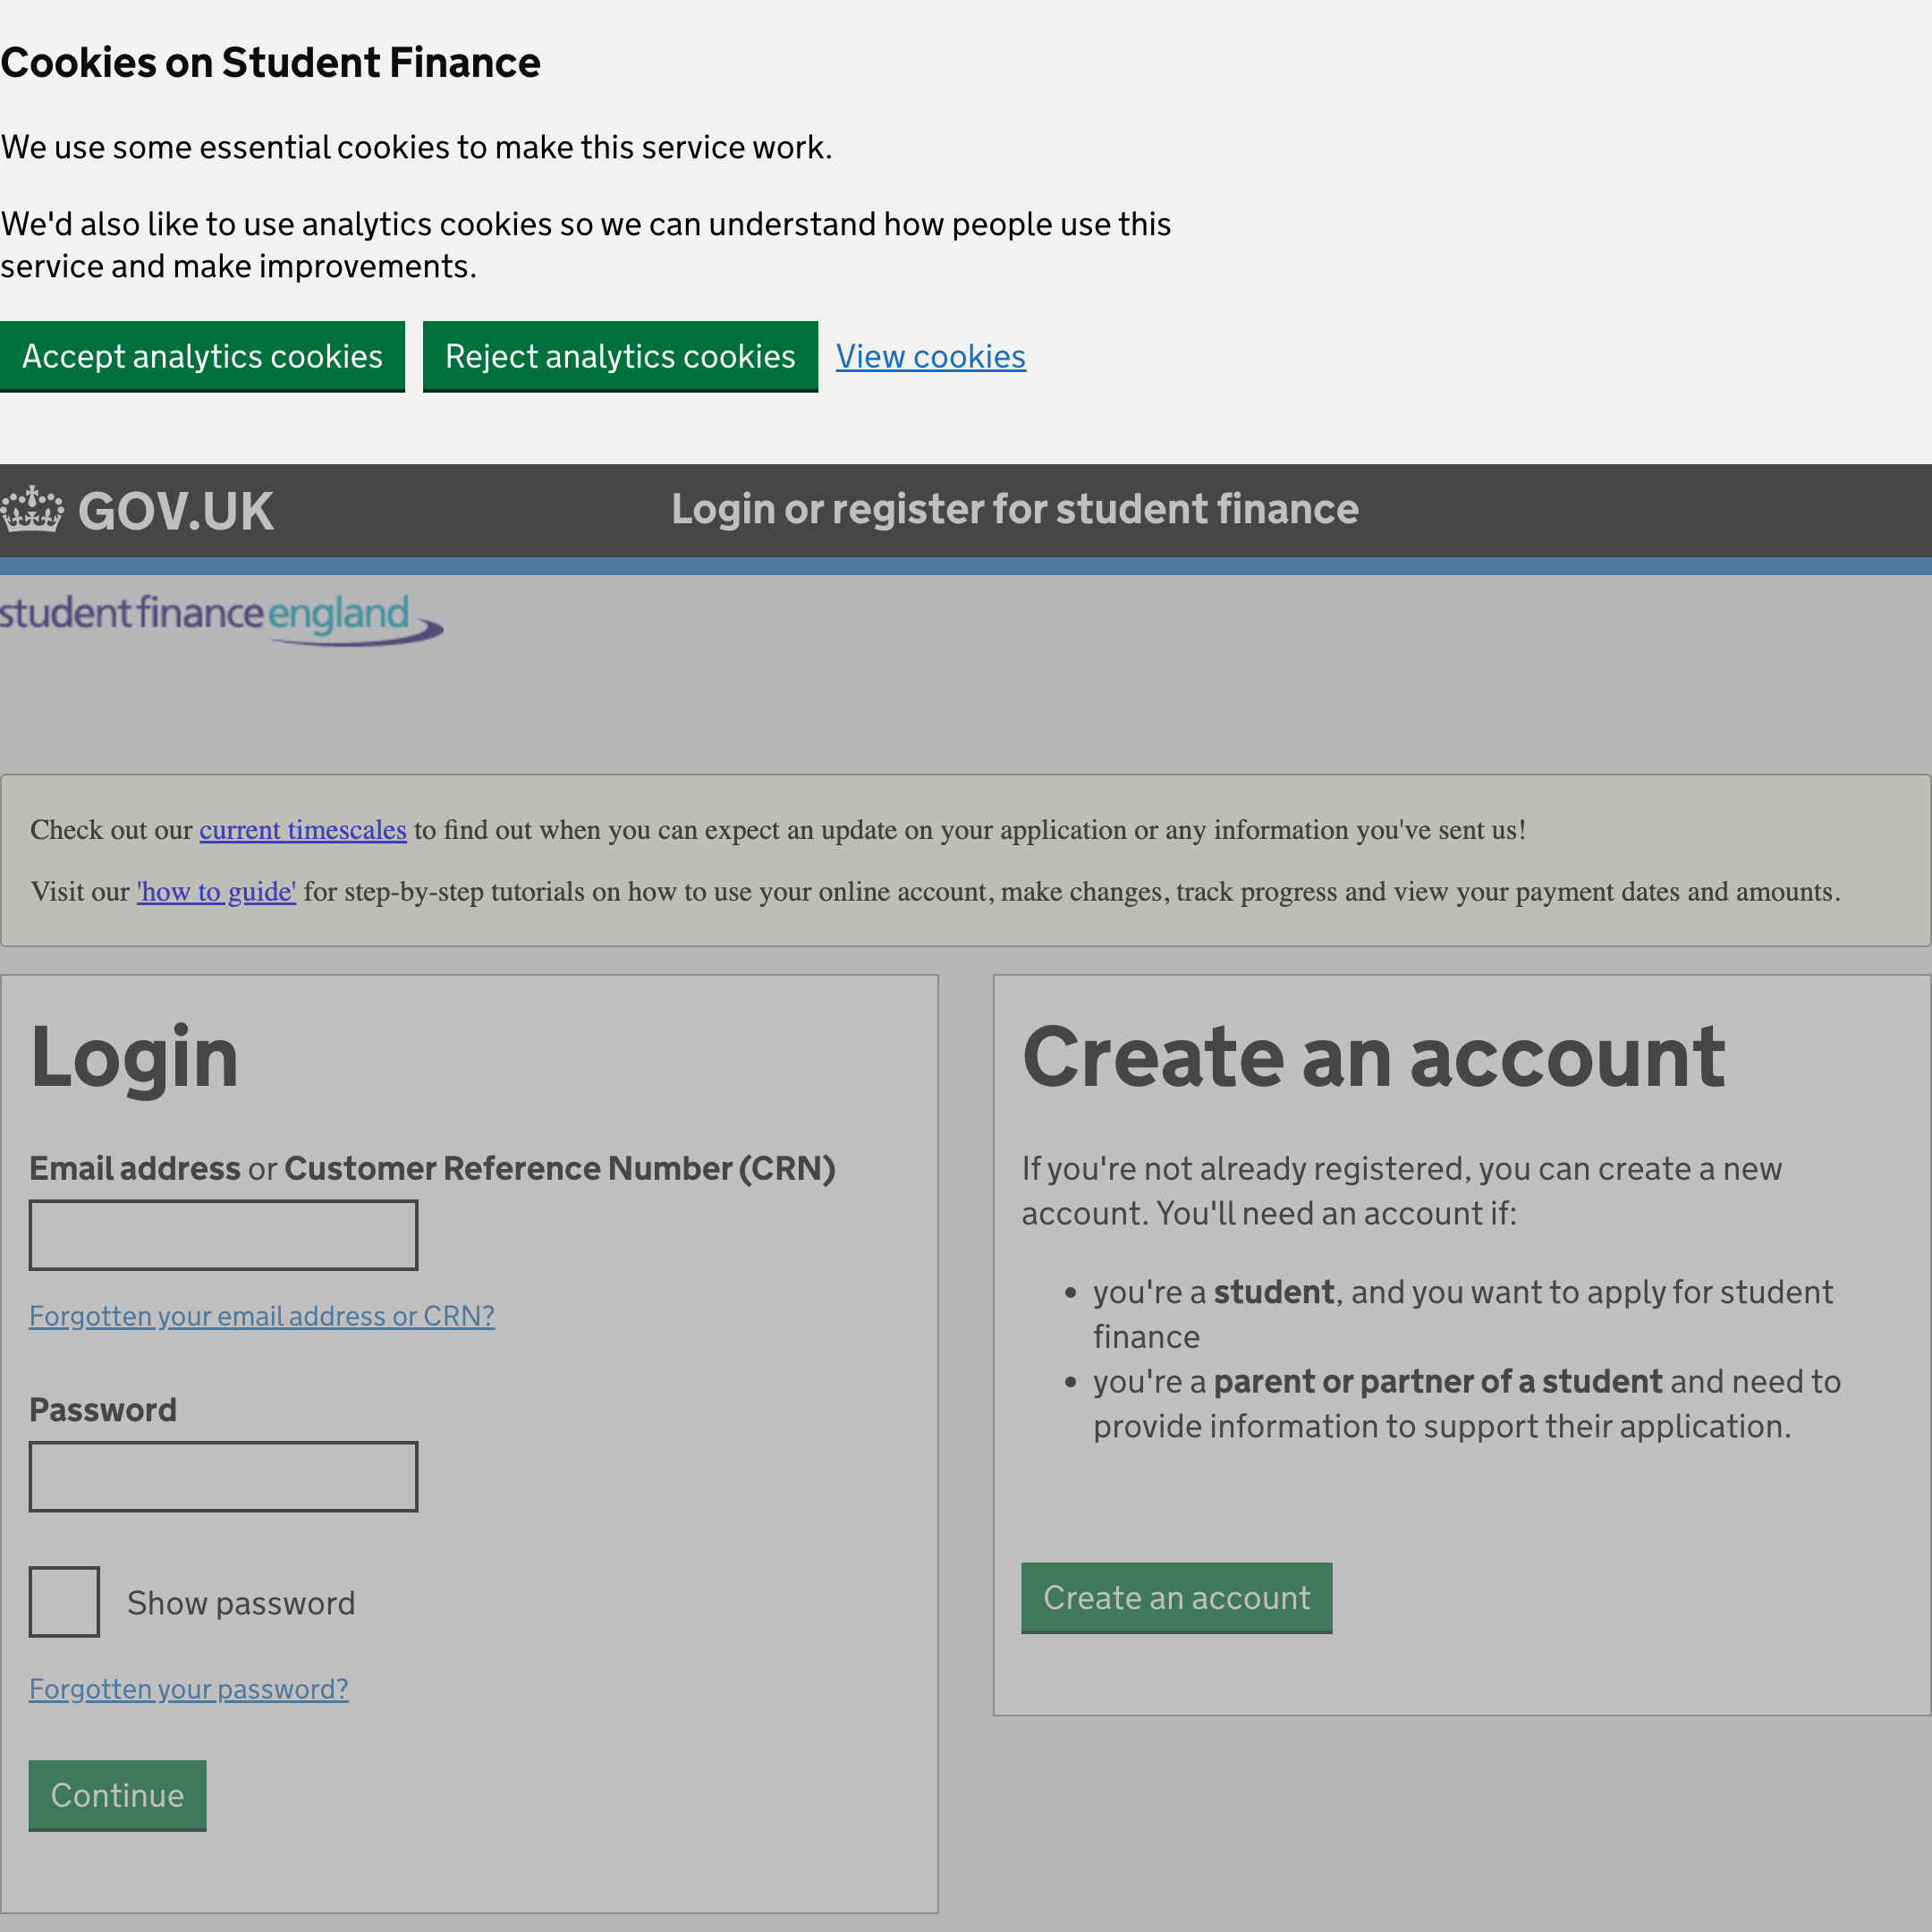 Cookies on Student Finance
We use some essential cookies to make this service work.
We'd also like to use analytics cookies so we can understand how people use this
service and make improvements.
Accept analytics cookies
Reject analytics cookies
View cookies
GOV.UK
Login or register for student finance
studentfinanceengland
Check out our current timescales to find out when you can expect an update on your application or any information you've sent us!
Visit our 'how to guide' for step-by-step tutorials on how to use your online account, make changes, track progress and view your payment dates and amounts.
Login
Email address or Customer Reference Number (CRN)
Forgotten your email address or CRN?
Password
Show password
Forgotten your password?
Continue
Create an account
If you're not already registered, you can create a new
account. You'll need an account if:
• you're a student, and you want to apply for student
finance
• you're a parent or partner of a student and need to
provide information to support their application.
Create an account